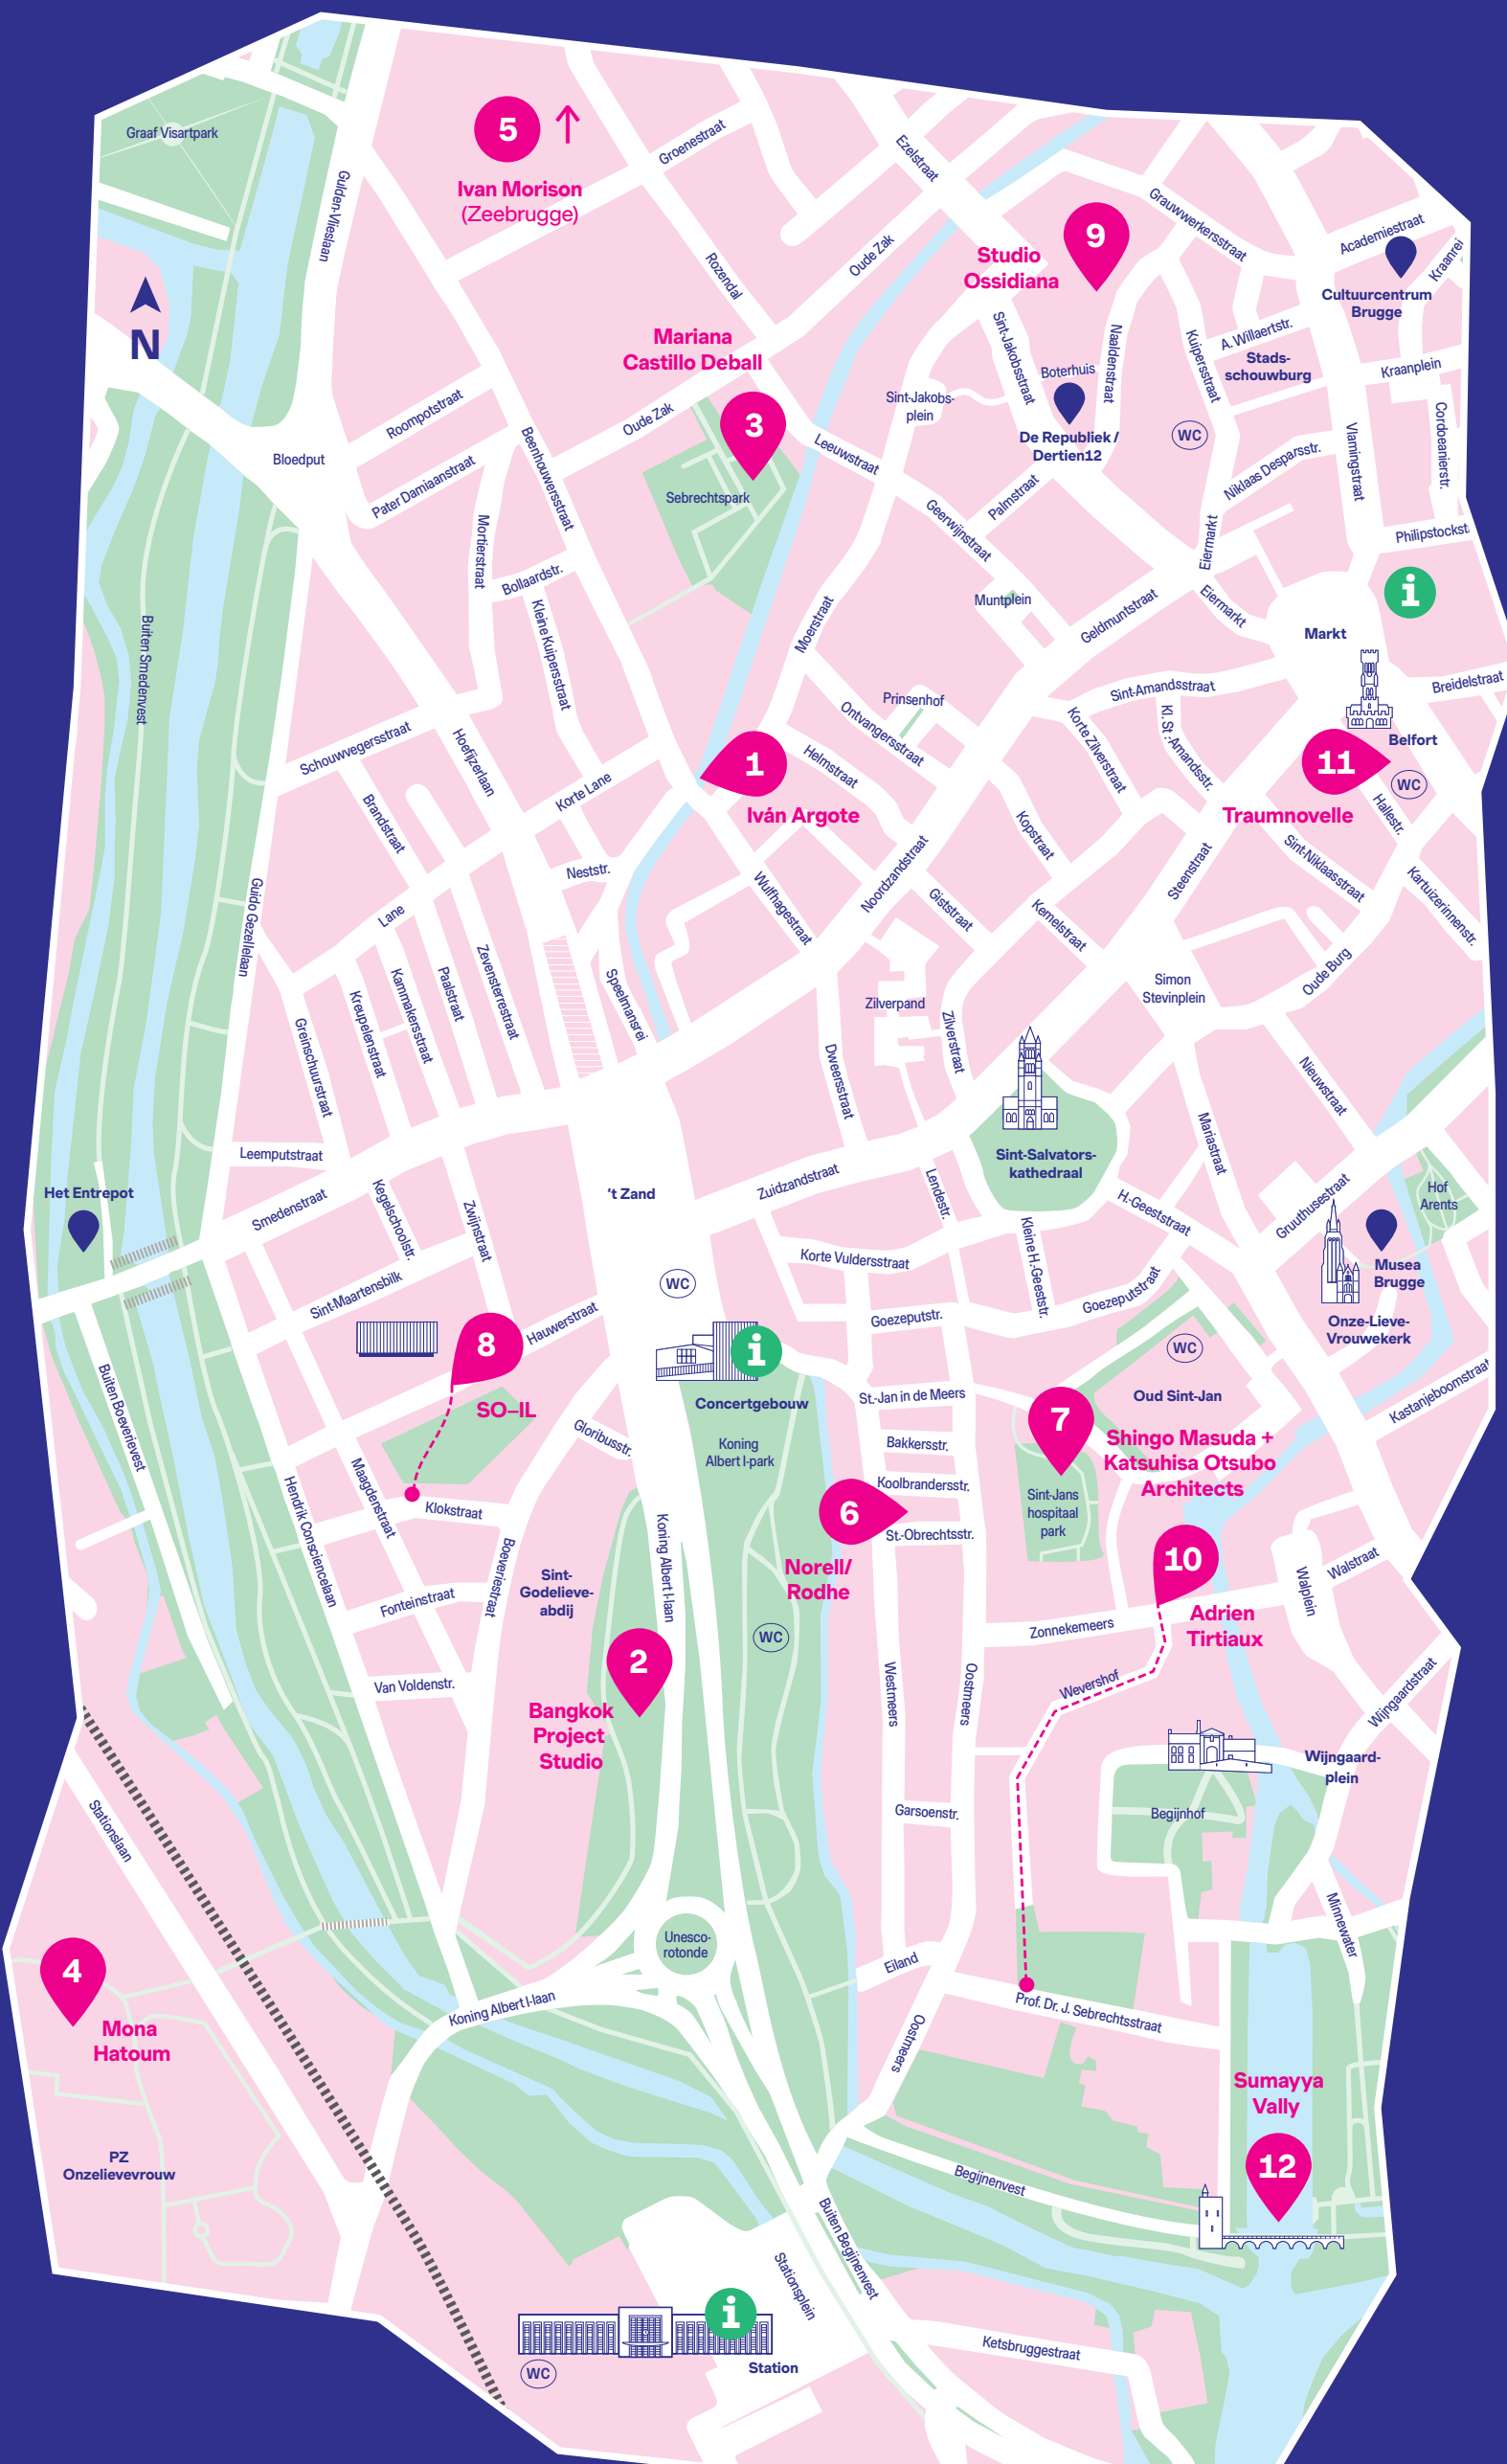 Graaf Visartpark
Gulden-Vlieslaan
5
Ivan Morison
(Zeebrugge)
Groenestraat
Ezelstraat
Rozendal
Oude Zak
Grauwwerkersstraat
Academiestraat
Kraanrei
9
Studio
Ossidiana
Cultuurcentrum
Brugge
N
Mariana
Castillo Deball
3
Sint-Jakobsstraat
Naaldenstraat
Kuipersstraat
A. Willaertstr.
Stads-
schouwburg
Kraanplein
Boterhuis
De Republiek /
Dertien12
WC
Sint-Jakobs-
plein
Roompotstraat
Oude Zak
Cordoeanierstr.
Vlamingstraat
Bloedput
Pater Damiaanstraat
Beenhouwersstraat
Leeuwstraat
Sebrechtspark
Palmstraat
Niklaas Desparsstr.
Geerwijnstraat
Eiermarkt
Philipstockst
Mortierstraat
Bollaardstr.
Kleine Kuipersstraat
Moerstraat
Muntplein
Geldmuntstraat
Eiermarkt
i
Markt
Buiten Smedenvest
Breidelstraat
Belfort
Sint-Amandsstraat
Kl. St.-Amandsstr.
Korte Zilverstraat
Prinsenhof
Ontvangersstraat
Helmstraat
Schouwvegersstraat
Hoefijzerlaan
1
Iván Argote
11
Traumnovelle
WC
Hallestr.
Korte Lane
Brandstraat
Kopstraat
Noordzandstraat
Steenstraat
Sint-Niklaasstraat
Kartuizerinnenstr.
Neststr.
Wulfhagestraat
Giststraat
Kemelstraat
Guido Gezellelaan
Lane
Oude Burg
Simon
Stevinplein
Kreupelenstraat
Kammakersstraat
Paalstraat
Zevensterrestraat
Speelmansrei
Zilverpand
Zilverstraat
Greinschuurstraat
Dweersstraat
Nieuwstraat
Mariastraat
Sint-Salvators-
kathedraal
Leemputstraat
Het Entrepot
Smedenstraat
Kegelschoolstr.
Zwijnstraat
't Zand
Zuidzandstraat
Lendestr.
H.-Geeststraat
Gruuthusestraat
Hof
Arents
Musea
Brugge
Onze-Lieve-
Vrouwekerk
Korte Vuldersstraat
Kleine H.-Geeststr.
WC
Sint-Maartensbilk
Goezeputstr.
Goezeputstraat
Hauwerstraat
8
SO–IL
i
Concertgebouw
WC
Oud Sint-Jan
Kastanjeboomstraat
Buiten Boeverievest
St.-Jan in de Meers
7
Shingo Masuda +
Katsuhisa Otsubo
Architects
Gloribusstr.
Koning
Albert I-park
Bakkersstr.
Koolbrandersstr.
Sint-Jans
hospitaal
park
Maagdenstraat
Hendrik Consciencelaan
Klokstraat
6
Norell/
Rodhe
St.-Obrechtsstr.
Koning Albert I-laan
10
Adrien
Tirtiaux
Walplein
Walstraat
Boeveriestraat
Sint-
Godelieve-
abdij
Fonteinstraat
Zonnekemeers
WC
2
Bangkok
Project
Studio
Van Voldenstr.
Westmeers
Oostmeers
Wevershof
Wijngaardstraat
Wijngaard-
plein
Stationslaan
Garsoenstr.
Begijnhof
Minnewater
Unesco-
rotonde
Eiland
4
Mona
Hatoum
Koning Albert I-laan
Prof. Dr. J. Sebrechtsstraat
Oostmeers
Sumayya
Vally
12
PZ
Onzelievevrouw
Begijnenvest
Buiten Begijnenvest
Stationsplein
i
Station
WC
Ketsbruggestraat